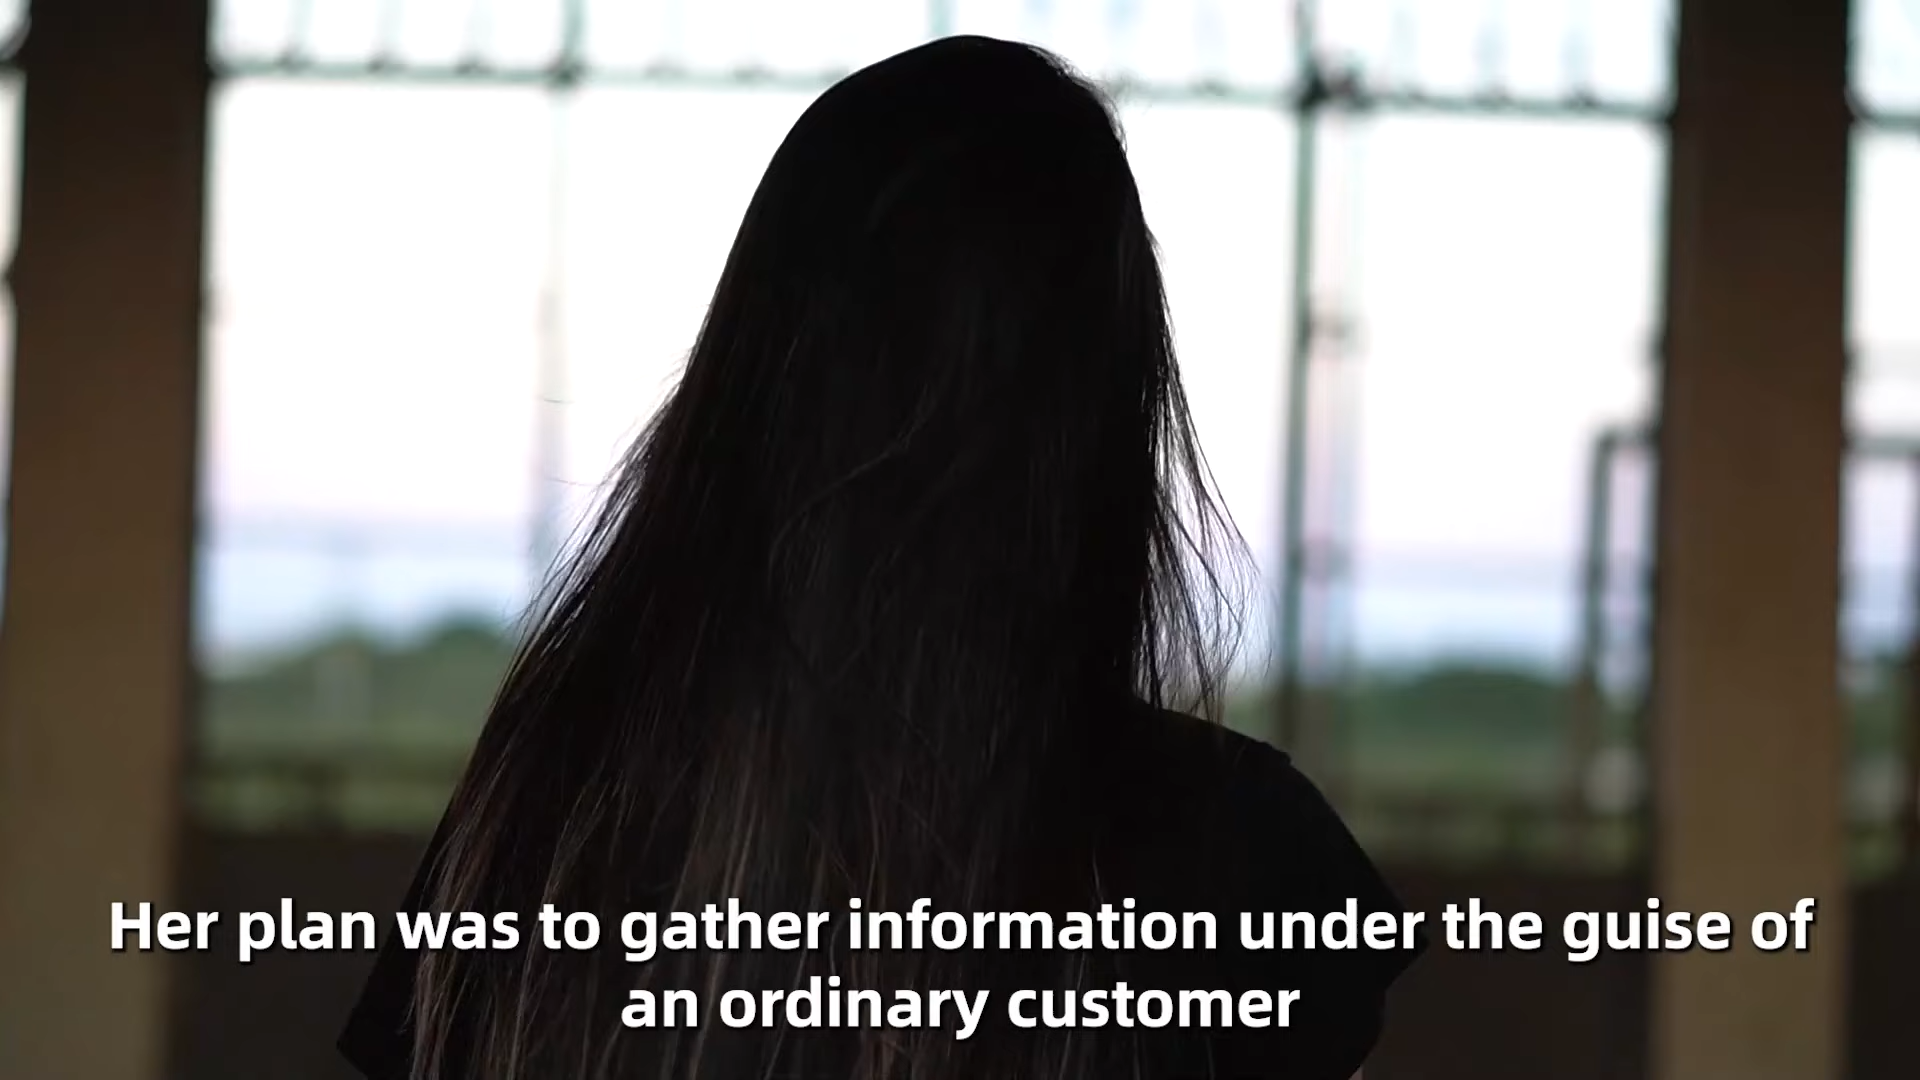 Her plan was to gather information under the guise of
an ordinary customer